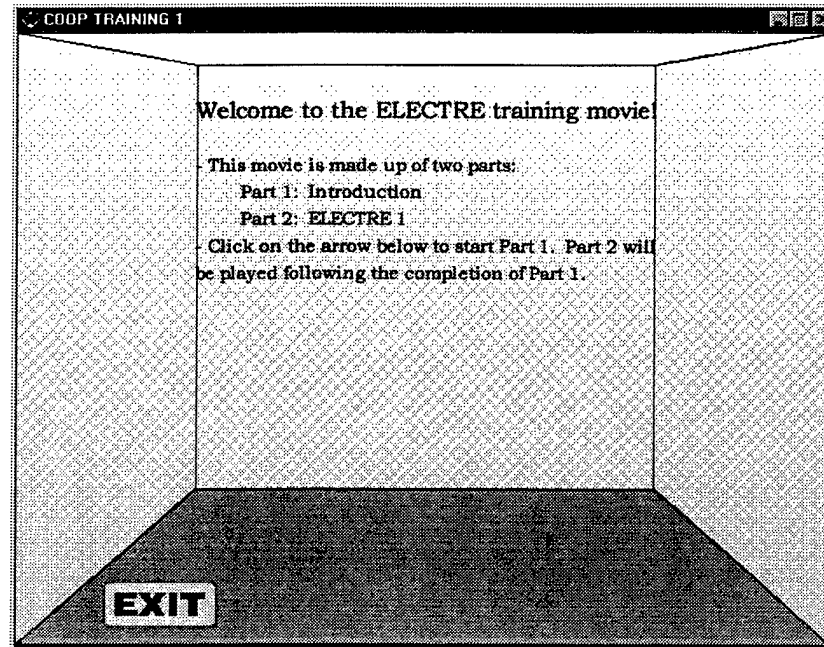 COOP TRAINING 1
Welcome to the ELECTRE training movie!
- This movie is made up of two parts:
Part 1: Introduction
Part 2: ELECTRE 1
- Click on the arrow below to start Part 1. Part 2 will
be played following the completion of Part 1.
EXIT